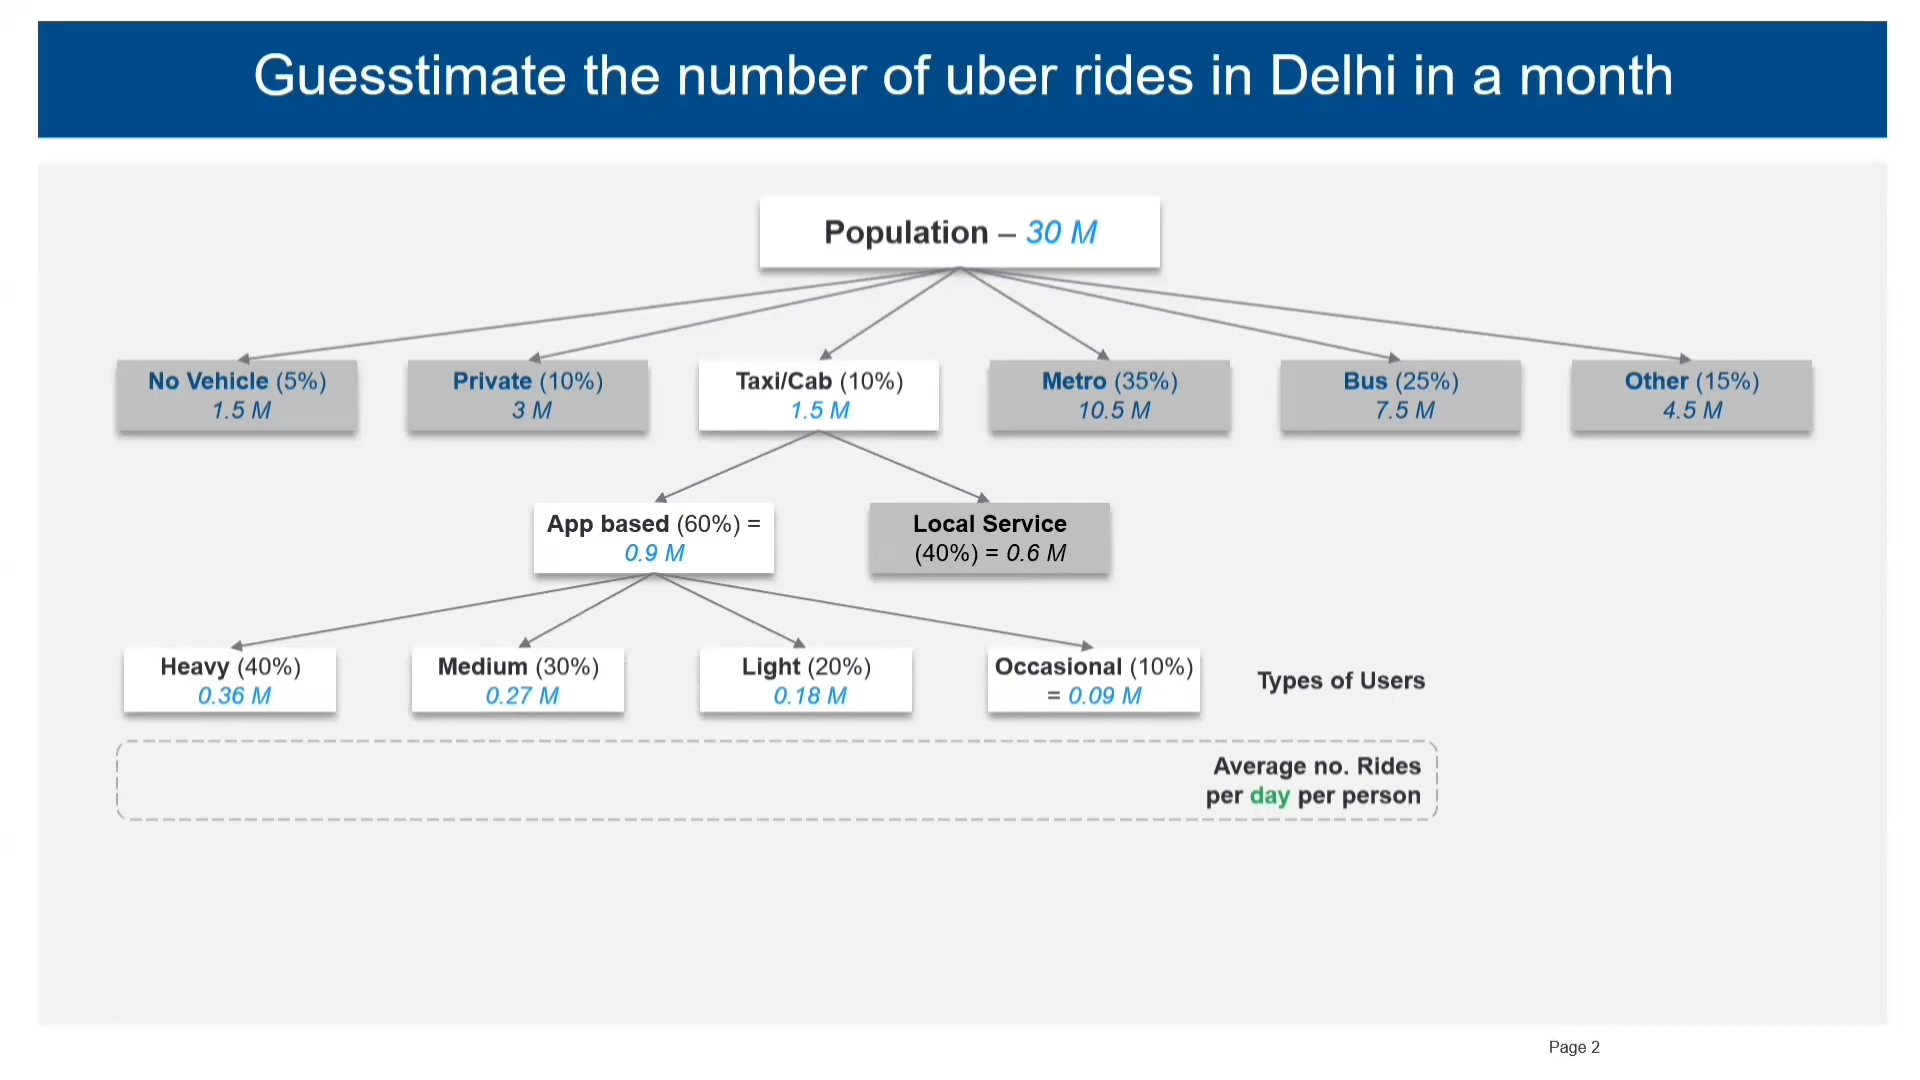 Guesstimate the number of uber rides in Delhi in a month
Population – 30 M
No Vehicle (5%)
1.5 M
Private (10%)
3 M
Taxi/Cab (10%)
1.5 M
Metro (35%)
10.5 M
Bus (25%)
7.5 M
Other (15%)
4.5 M
App based (60%) =
0.9 M
Local Service
(40%) = 0.6 M
Heavy (40%)
0.36 M
Medium (30%)
0.27 M
Light (20%)
0.18 M
Occasional (10%)
= 0.09 M
Types of Users
Average no. Rides
per day per person
Page 2